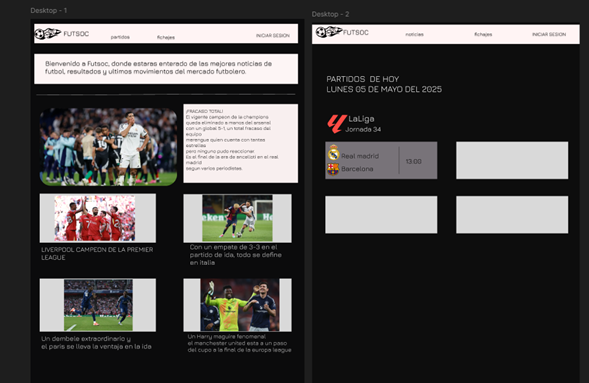 Desktop - 1
FUTSOC
partidos
fichajes
INICIAR SESION
Bienvenido a Futsoc, donde estaras enterado de las mejores noticias de
futbol, resultados y ultimos movimientos del mercado futbolero.
¡FRACASO TOTAL!
El vigente campeon de la champions
queda eliminado a manos del arsenal
con un global 5-1, un total fracaso del
equipo
merengue quien cuenta con tantas
estrellas
pero ninguno pudo reaccionar
Es el final de la era de ancelotti en el real
madrid
segun varios periodistas.
LIVERPOOL CAMPEON DE LA PREMIER
LEAGUE
Con un empate de 3-3 en el
partido de ida, todo se define
en italia
Un dembele extraordinario y
el paris se lleva la ventaja en la ida
Un Harry maguire fenomenal
el manchester united esta a un paso
del cupo a la final de la europa league
Desktop - 2
FUTSOC
noticias
fichajes
INICIAR SESION
PARTIDOS DE HOY
LUNES 05 DE MAYO DEL 2025
LaLiga
Jornada 34
Real madrid
Barcelona
13:00